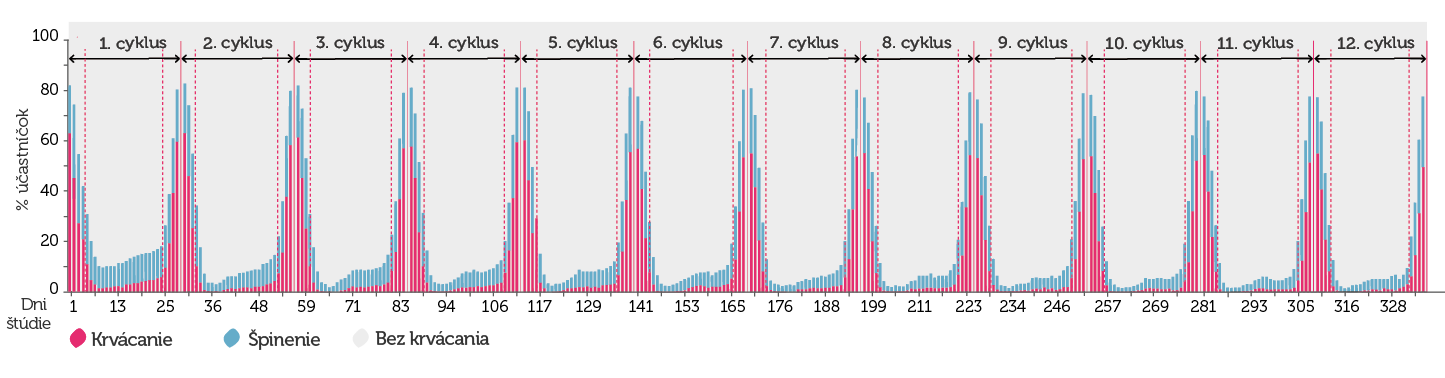 100
80
60
40
20
0
% účastníčok
1. cyklus 2. cyklus 3. cyklus 4. cyklus 5. cyklus 6. cyklus 7. cyklus 8. cyklus 9. cyklus 10. cyklus 11. cyklus 12. cyklus
Dni štúdie
1 13 25 36 48 59 71 83 94 106 117 129 141 153 165 176 188 199 211 223 234 246 257 269 281 293 305 316 328
Krvácanie Špinenie Bez krvácania